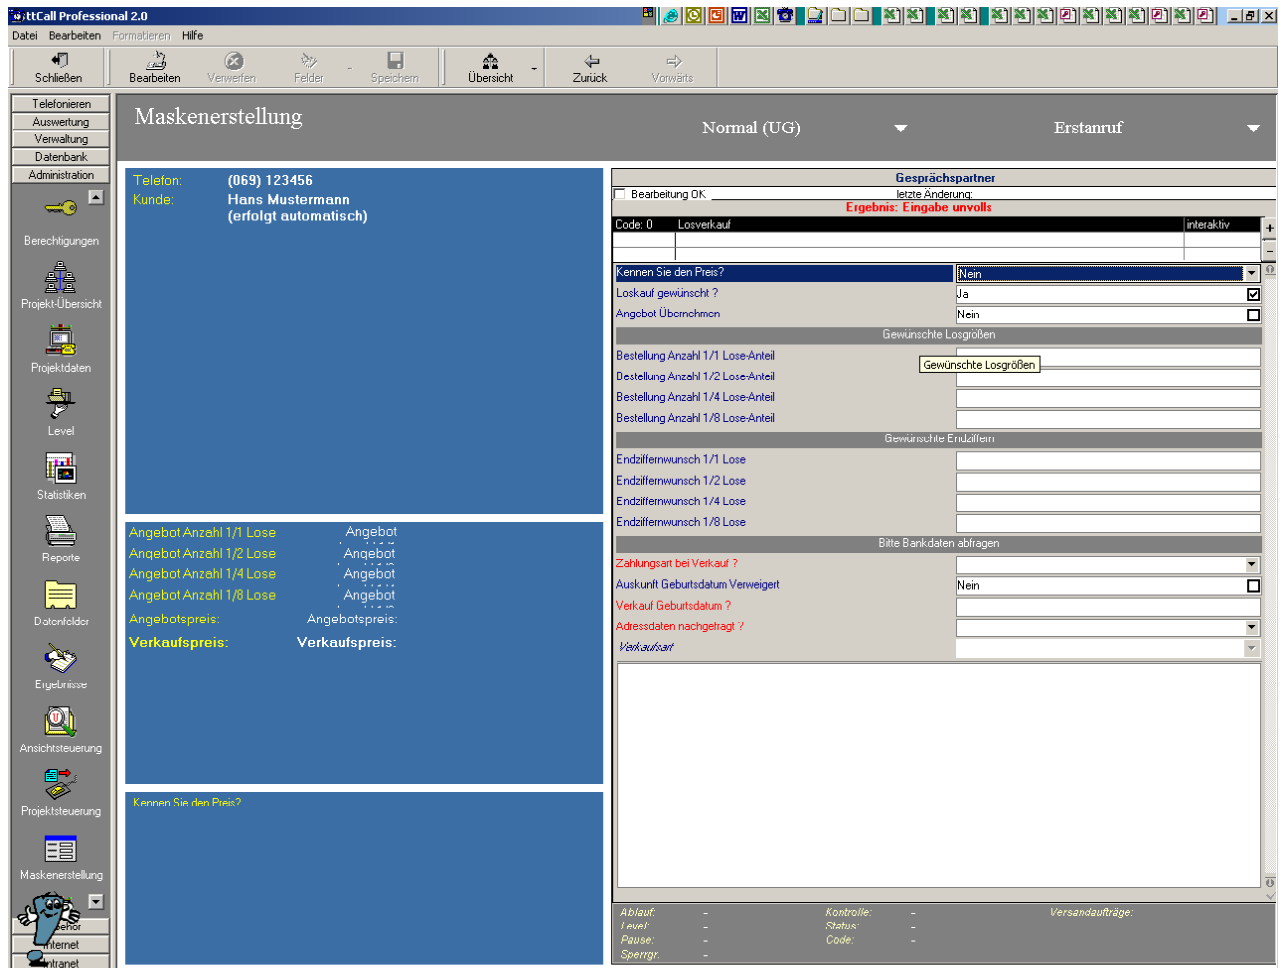 ttCall Professional 2.0
Datei Bearbeiten Formatieren Hilfe
Schließen Bearbeiten Verwerfen Felder Speichern Übersicht Zurück Vorwärts
Telefonieren
Auswertung
Verwaltung
Datenbank
Administration
Berechtigungen
Projekt-Übersicht
Projektdaten
Level
Statistiken
Reporte
Datenfelder
Ergebnisse
Ansichtsteuerung
Projektsteuerung
Maskenerstellung
Internet
Intranet
Maskenerstellung Normal (UG) Erstanruf
Telefon: (069) 123456
Kunde: Hans Mustermann
(erfolgt automatisch)
Angebot Anzahl 1/1 Lose Angebot
Angebot Anzahl 1/2 Lose Angebot
Angebot Anzahl 1/4 Lose Angebot
Angebot Anzahl 1/8 Lose Angebot
Angebotspreis: Angebotspreis:
Verkaufspreis: Verkaufspreis:
Kennen Sie den Preis?
Gesprächspartner
Bearbeitung OK letzte Änderung:
Ergebnis: Eingabe unvolls
Code: 0 Losverkauf interaktiv
+
-
Kennen Sie den Preis? Nein
Loskauf gewünscht ? Ja
Angebot Übernehmen Nein
Gewünschte Losgrößen
Bestellung Anzahl 1/1 Lose-Anteil
Gewünschte Losgrößen
Bestellung Anzahl 1/2 Lose-Anteil
Bestellung Anzahl 1/4 Lose-Anteil
Bestellung Anzahl 1/8 Lose-Anteil
Gewünschte Endziffern
Endziffernwunsch 1/1 Lose
Endziffernwunsch 1/2 Lose
Endziffernwunsch 1/4 Lose
Endziffernwunsch 1/8 Lose
Bitte Bankdaten abfragen
Zahlungsart bei Verkauf ?
Auskunft Geburtsdatum Verweigert Nein
Verkauf Geburtsdatum ?
Adressdaten nachgefragt ?
Verkaufsart
Ablauf: - Kontrolle: - Versandaufträge:
Level: - Status: -
Pause: - Code: -
Sperrgr. -